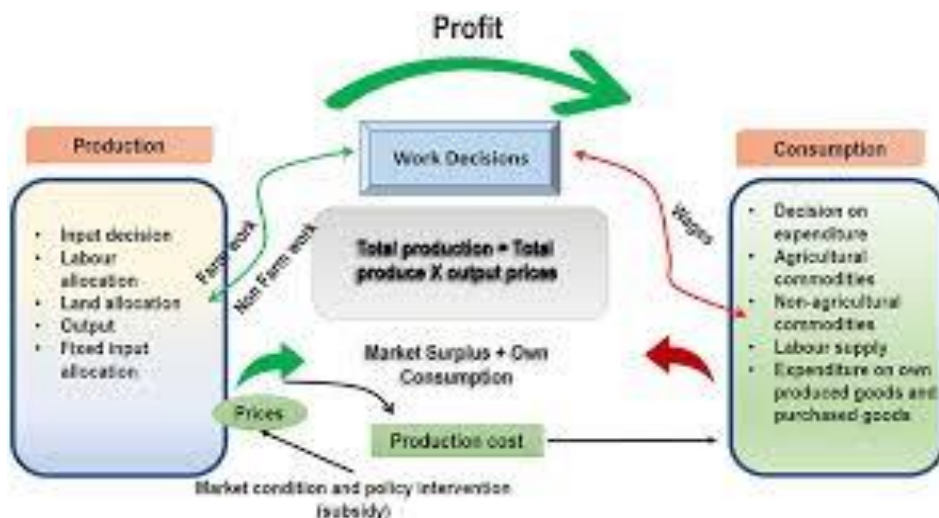 Profit
Production
Work Decisions
Consumption
• Input decision
• Labour
allocation
• Land allocation
• Output
• Fixed input
allocation
Farm work
Non Farm work
Total production = Total
produce X output prices
Wages
• Decision on
expenditure
• Agricultural
commodities
• Non-agricultural
commodities
• Labour supply
• Expenditure on own
produced goods and
purchased goods
Market Surplus + Own
Consumption
Prices
Production cost
Market condition and policy intervention
(subsidy)